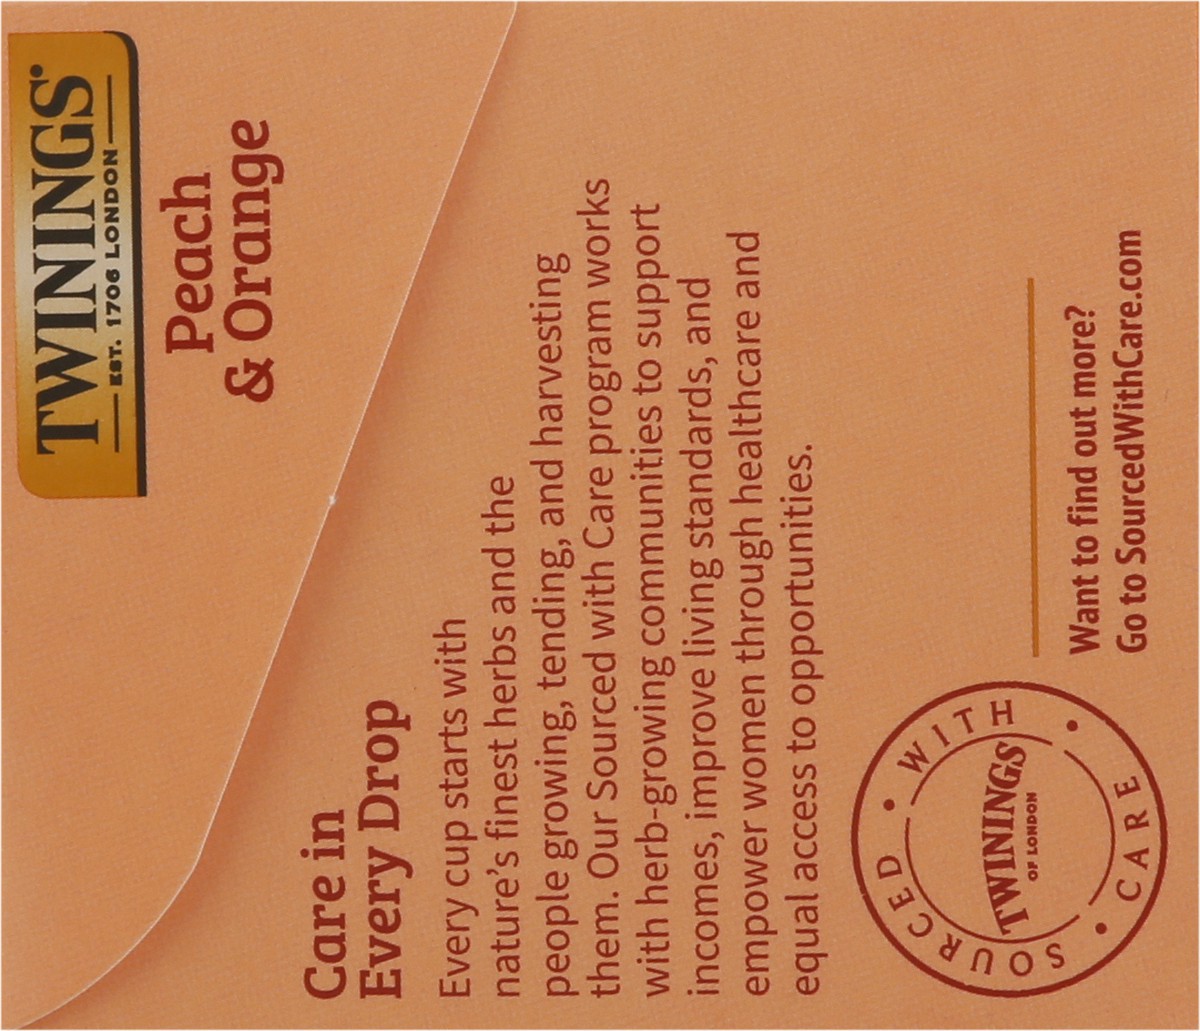 TWININGS®
EST. 1706 LONDON
Peach
& Orange
Care in
Every Drop
Every cup starts with
nature's finest herbs and the
people growing, tending, and harvesting
them. Our Sourced with Care program works
with herb-growing communities to support
incomes, improve living standards, and
empower women through healthcare and
equal access to opportunities.
SOURCED • WITH • CARE •
TWININGS
OF LONDON
Want to find out more?
Go to SourcedWithCare.com